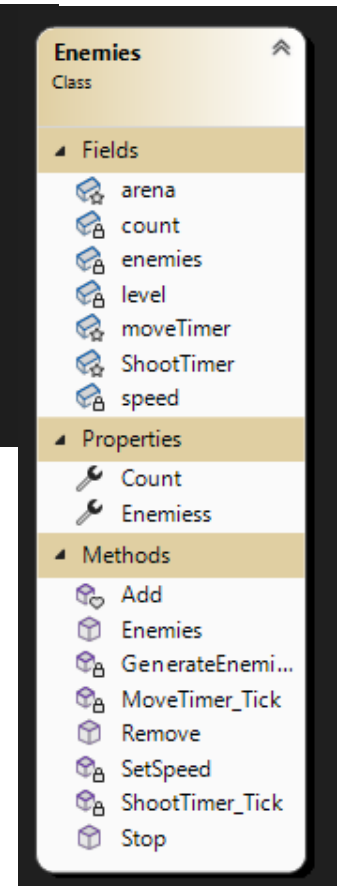 Enemies
Class
Fields
arena
count
enemies
level
moveTimer
ShootTimer
speed
Properties
Count
Enemiess
Methods
Add
Enemies
GenerateEnemi...
MoveTimer_Tick
Remove
SetSpeed
ShootTimer_Tick
Stop